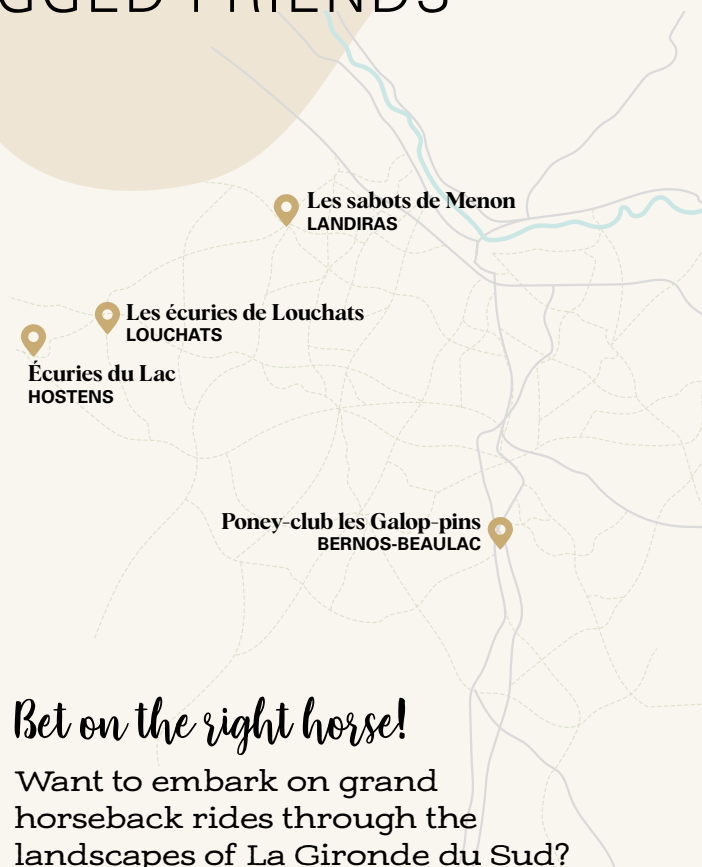 GGED FRIENDS
Les sabots de Menon
LANDIRAS
Les écuries de Louchats
LOUCHATS
Écuries du Lac
HOSTENS
Poney-club les Galop-pins
BERNOS-BEAULAC
Bet on the right horse!
Want to embark on grand
horseback rides through the
landscapes of La Gironde du Sud?